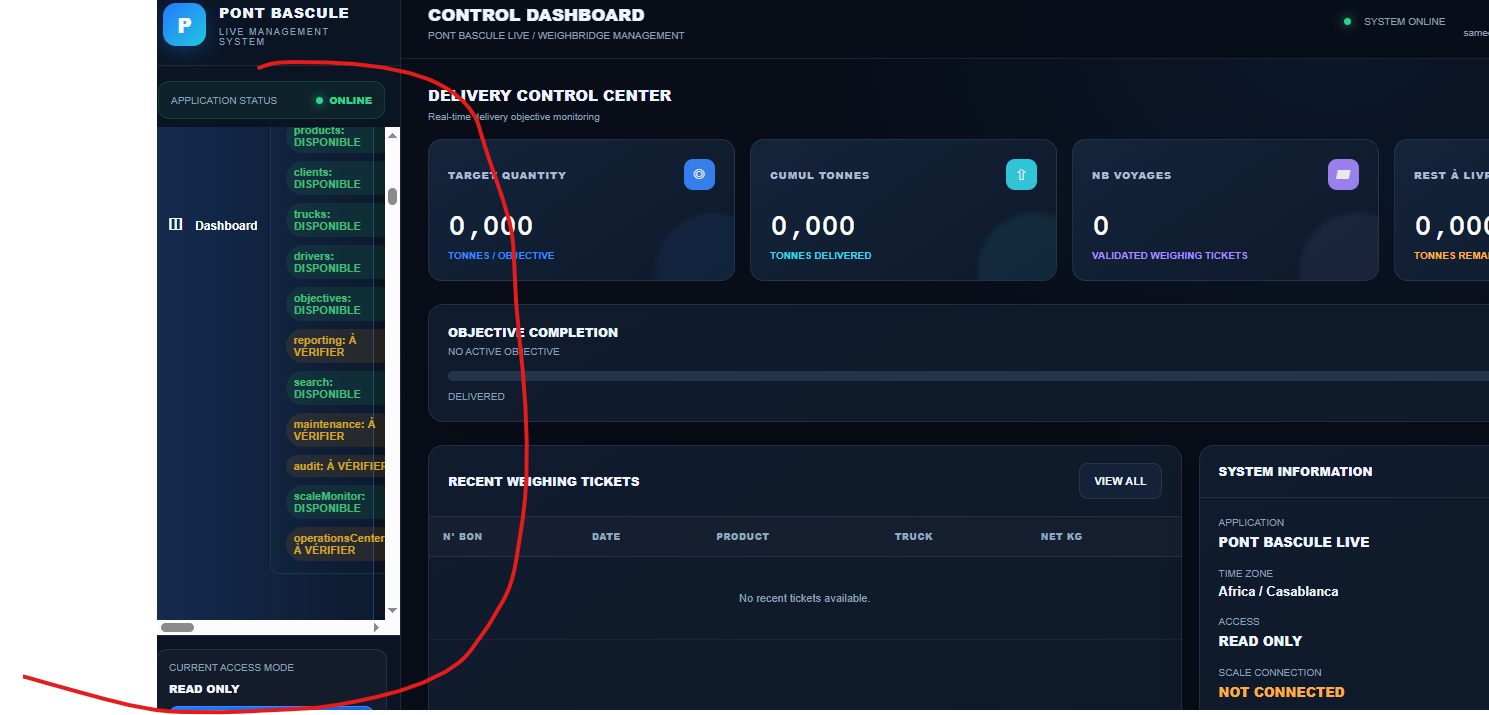 P
PONT BASCULE
LIVE MANAGEMENT
SYSTEM
APPLICATION STATUS
ONLINE
products:
DISPONIBLE
clients:
DISPONIBLE
trucks:
DISPONIBLE
Dashboard
drivers:
DISPONIBLE
objectives:
DISPONIBLE
reporting: À
VÉRIFIER
search:
DISPONIBLE
maintenance: À
VÉRIFIER
audit: À VÉRIFIER
scaleMonitor:
DISPONIBLE
operationsCenter
À VÉRIFIER
CURRENT ACCESS MODE
READ ONLY
CONTROL DASHBOARD
PONT BASCULE LIVE / WEIGHBRIDGE MANAGEMENT
SYSTEM ONLINE
same
DELIVERY CONTROL CENTER
Real-time delivery objective monitoring
TARGET QUANTITY
0,000
TONNES / OBJECTIVE
CUMUL TONNES
0,000
TONNES DELIVERED
NB VOYAGES
0
VALIDATED WEIGHING TICKETS
REST À LIVR
0,000
TONNES REMA
OBJECTIVE COMPLETION
NO ACTIVE OBJECTIVE
DELIVERED
RECENT WEIGHING TICKETS
VIEW ALL
N° BON DATE PRODUCT TRUCK NET KG
No recent tickets available.
SYSTEM INFORMATION
APPLICATION
PONT BASCULE LIVE
TIME ZONE
Africa / Casablanca
ACCESS
READ ONLY
SCALE CONNECTION
NOT CONNECTED